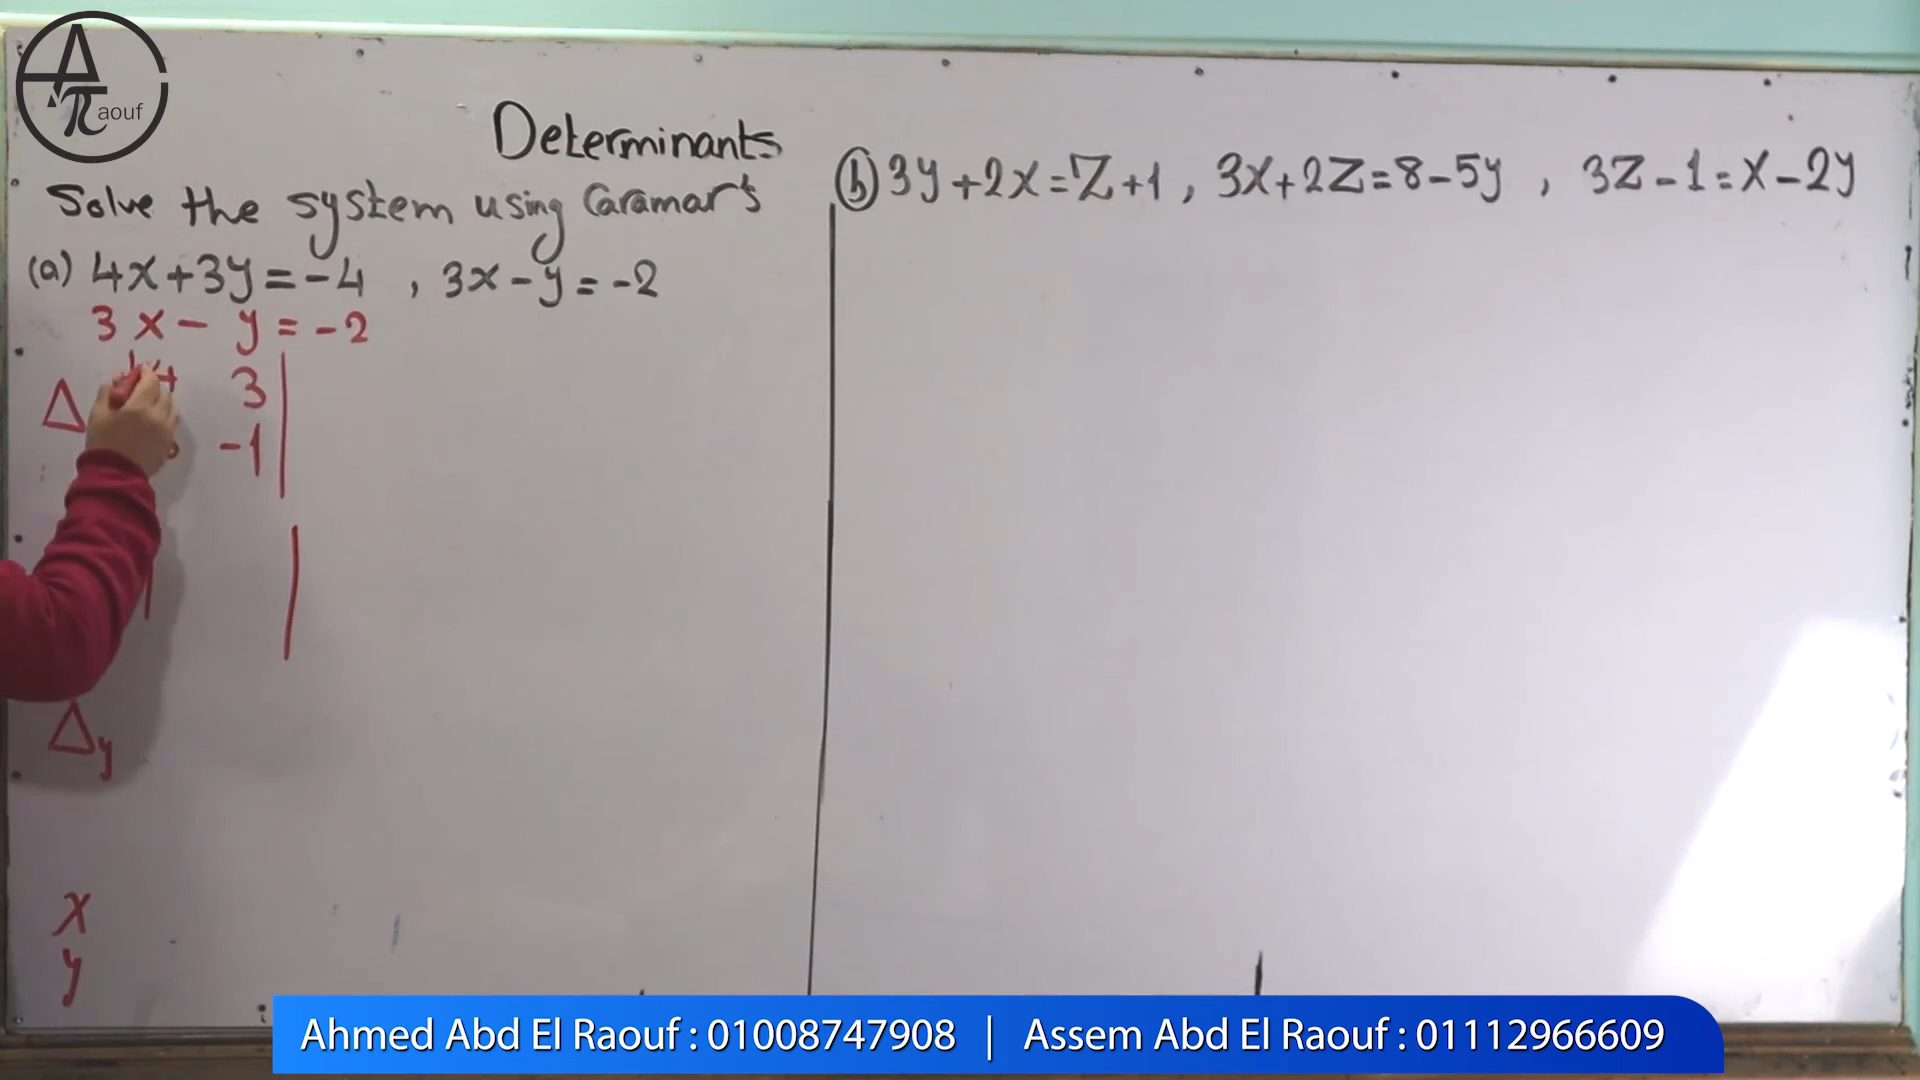 A
π aouf
Determinants
Solve the system using Caramar's
(a) 4x+3y=-4 , 3x-y=-2
3x- y=-2
Δ 4 3
-1
Δy
x
y
(b) 3y+2x=Z+1 , 3x+2Z=8-5y , 3Z-1=x-2y
Ahmed Abd El Raouf : 01008747908 | Assem Abd El Raouf : 01112966609